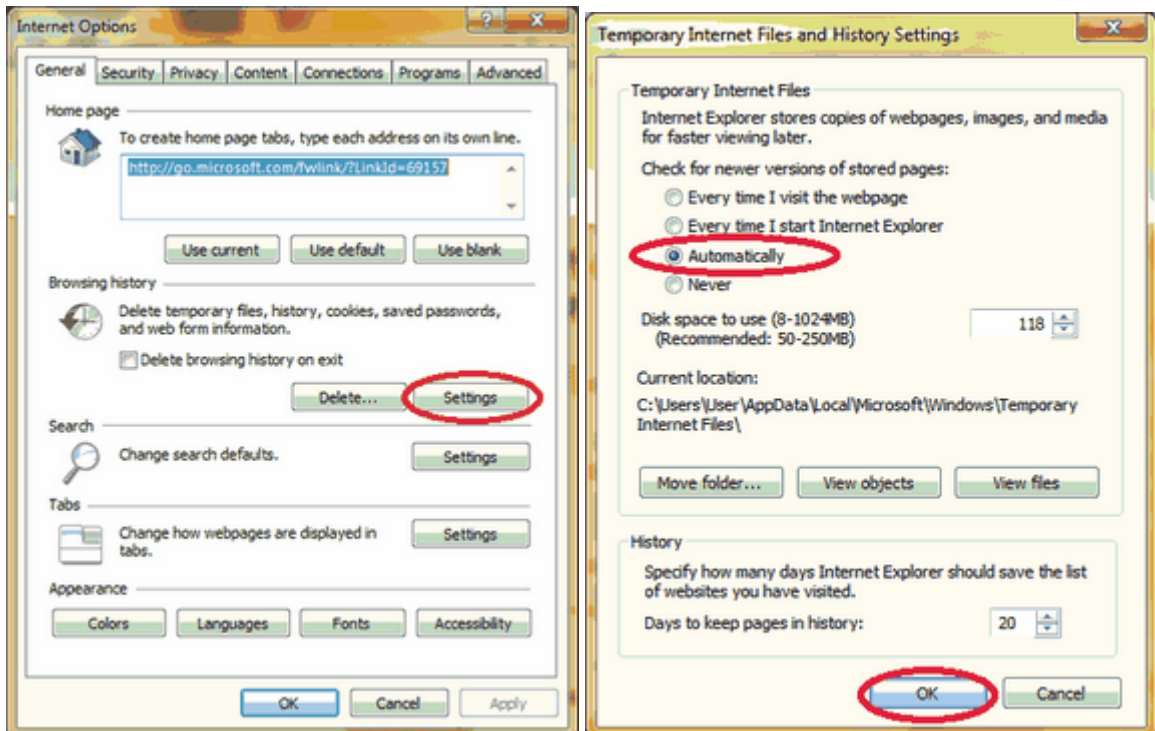 Internet Options
General Security Privacy Content Connections Programs Advanced
Home page
To create home page tabs, type each address on its own line.
http://go.microsoft.com/fwlink/?LinkId=69157
Use current Use default Use blank
Browsing history
Delete temporary files, history, cookies, saved passwords,
and web form information.
Delete browsing history on exit
Delete... Settings
Search
Change search defaults.
Settings
Tabs
Change how webpages are displayed in
tabs.
Settings
Appearance
Colors Languages Fonts Accessibility
OK Cancel Apply
Temporary Internet Files and History Settings
Temporary Internet Files
Internet Explorer stores copies of webpages, images, and media
for faster viewing later.
Check for newer versions of stored pages:
Every time I visit the webpage
Every time I start Internet Explorer
Automatically
Never
Disk space to use (8-1024MB)
(Recommended: 50-250MB)
118
Current location:
C:\Users\User\AppData\Local\Microsoft\Windows\Temporary
Internet Files\
Move folder... View objects View files
History
Specify how many days Internet Explorer should save the list
of websites you have visited.
Days to keep pages in history: 20
OK Cancel